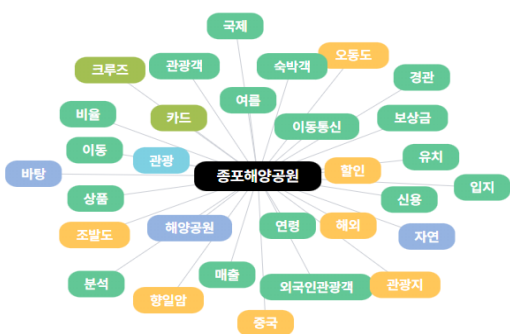 국제
오동도
크루즈
관광객
숙박객
경관
여름
비율
카드
이동통신
보상금
이동
관광
유치
바탕
종포해양공원
할인
입지
상품
신용
조발도
해양공원
연령
해외
자연
분석
향일암
매출
외국인관광객
관광지
중국